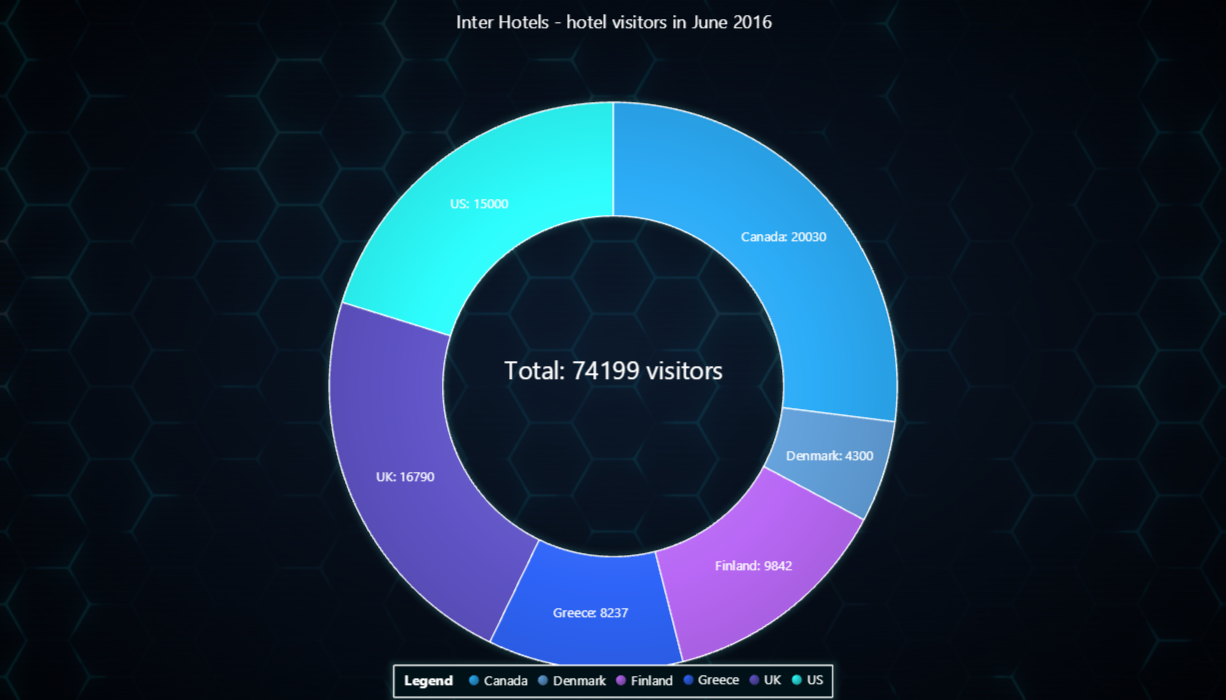 Inter Hotels - hotel visitors in June 2016
US: 15000
Canada: 20030
Total: 74199 visitors
Denmark: 4300
UK: 16790
Finland: 9842
Greece: 8237
Legend Canada Denmark Finland Greece UK US